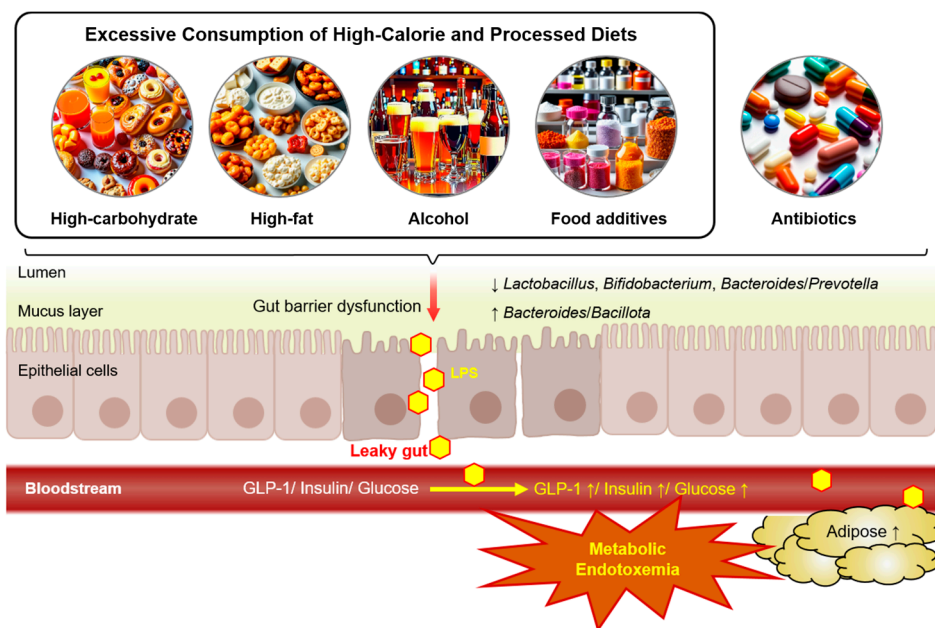 Excessive Consumption of High-Calorie and Processed Diets
High-carbohydrate
High-fat
Alcohol
Food additives
Antibiotics
Lumen
↓ Lactobacillus, Bifidobacterium, Bacteroides/Prevotella
Gut barrier dysfunction
Mucus layer
↑ Bacteroides/Bacillota
Epithelial cells
LPS
Leaky gut
Bloodstream
GLP-1/ Insulin/ Glucose
GLP-1 ↑/ Insulin ↑/ Glucose ↑
Adipose ↑
Metabolic
Endotoxemia